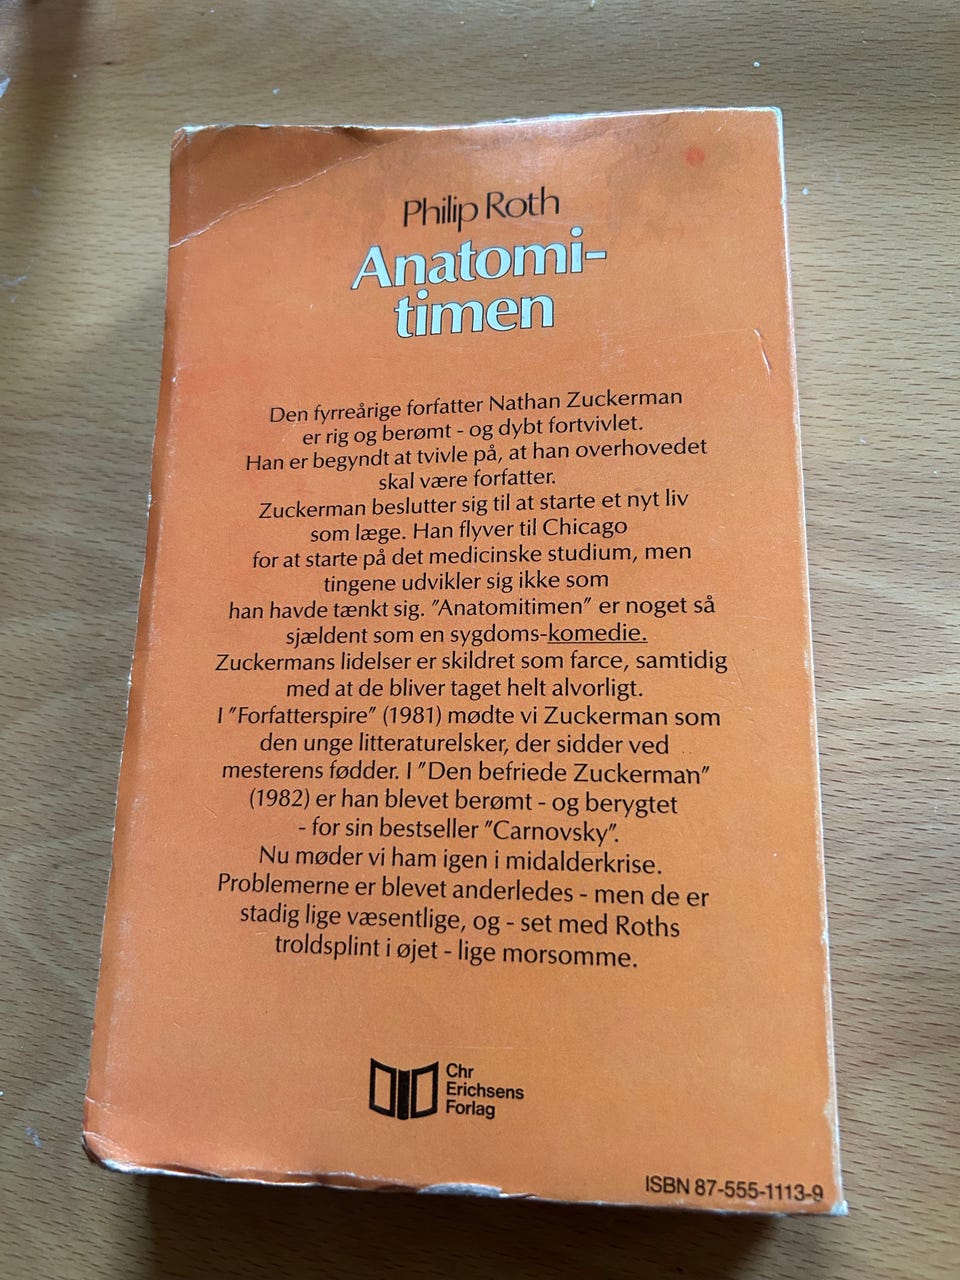 Philip Roth
Anatomi-
timen
Den fyrreårige forfatter Nathan Zuckerman
er rig og berømt - og dybt fortvivlet.
Han er begyndt at tvivle på, at han overhovedet
skal være forfatter.
Zuckerman beslutter sig til at starte et nyt liv
som læge. Han flyver til Chicago
for at starte på det medicinske studium, men
tingene udvikler sig ikke som
han havde tænkt sig. "Anatomitimen" er noget så
sjældent som en sygdoms-komedie.
Zuckermans lidelser er skildret som farce, samtidig
med at de bliver taget helt alvorligt.
I "Forfatterspire" (1981) mødte vi Zuckerman som
den unge litteraturelsker, der sidder ved
mesterens fødder. I "Den befriede Zuckerman"
(1982) er han blevet berømt - og berygtet
- for sin bestseller "Carnovsky".
Nu møder vi ham igen i midalderkrise.
Problemerne er blevet anderledes - men de er
stadig lige væsentlige, og - set med Roths
troldsplint i øjet - lige morsomme.
Chr
Erichsens
Forlag
ISBN 87-555-1113-9